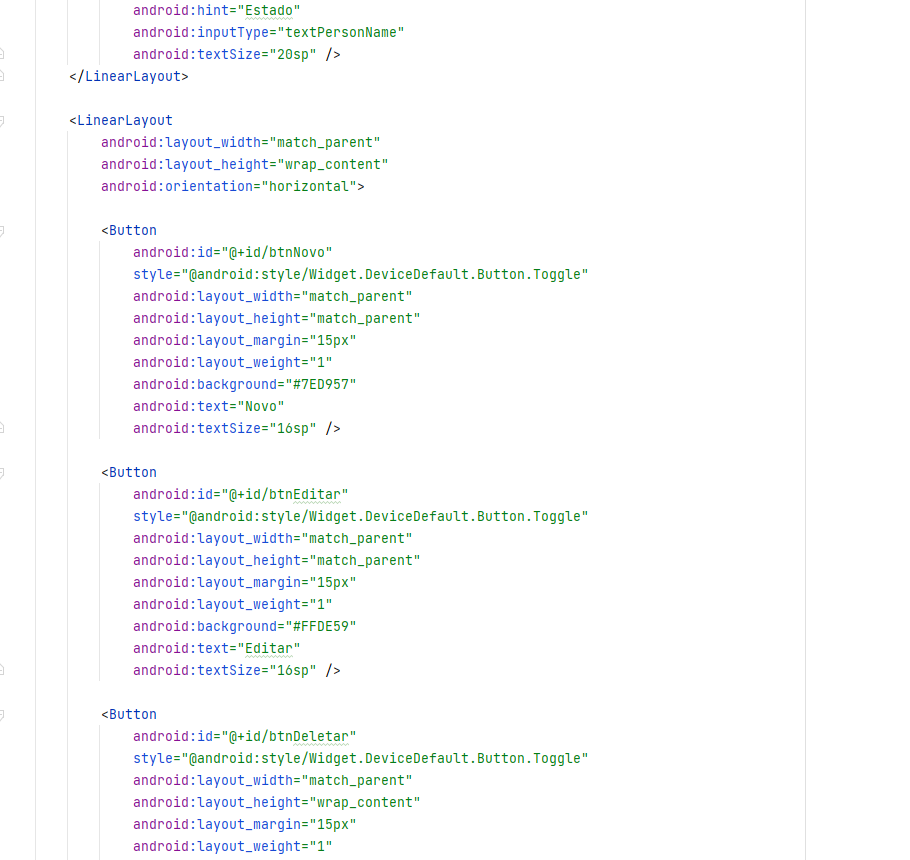 android:hint="Estado"
android:inputType="textPersonName"
android:textSize="20sp" />
</LinearLayout>
<LinearLayout
android:layout_width="match_parent"
android:layout_height="wrap_content"
android:orientation="horizontal">
<Button
android:id="@+id/btnNovo"
style="@android:style/Widget.DeviceDefault.Button.Toggle"
android:layout_width="match_parent"
android:layout_height="match_parent"
android:layout_margin="15px"
android:layout_weight="1"
android:background="#7ED957"
android:text="Novo"
android:textSize="16sp" />
<Button
android:id="@+id/btnEditar"
style="@android:style/Widget.DeviceDefault.Button.Toggle"
android:layout_width="match_parent"
android:layout_height="match_parent"
android:layout_margin="15px"
android:layout_weight="1"
android:background="#FFDE59"
android:text="Editar"
android:textSize="16sp" />
<Button
android:id="@+id/btnDeletar"
style="@android:style/Widget.DeviceDefault.Button.Toggle"
android:layout_width="match_parent"
android:layout_height="wrap_content"
android:layout_margin="15px"
android:layout_weight="1"